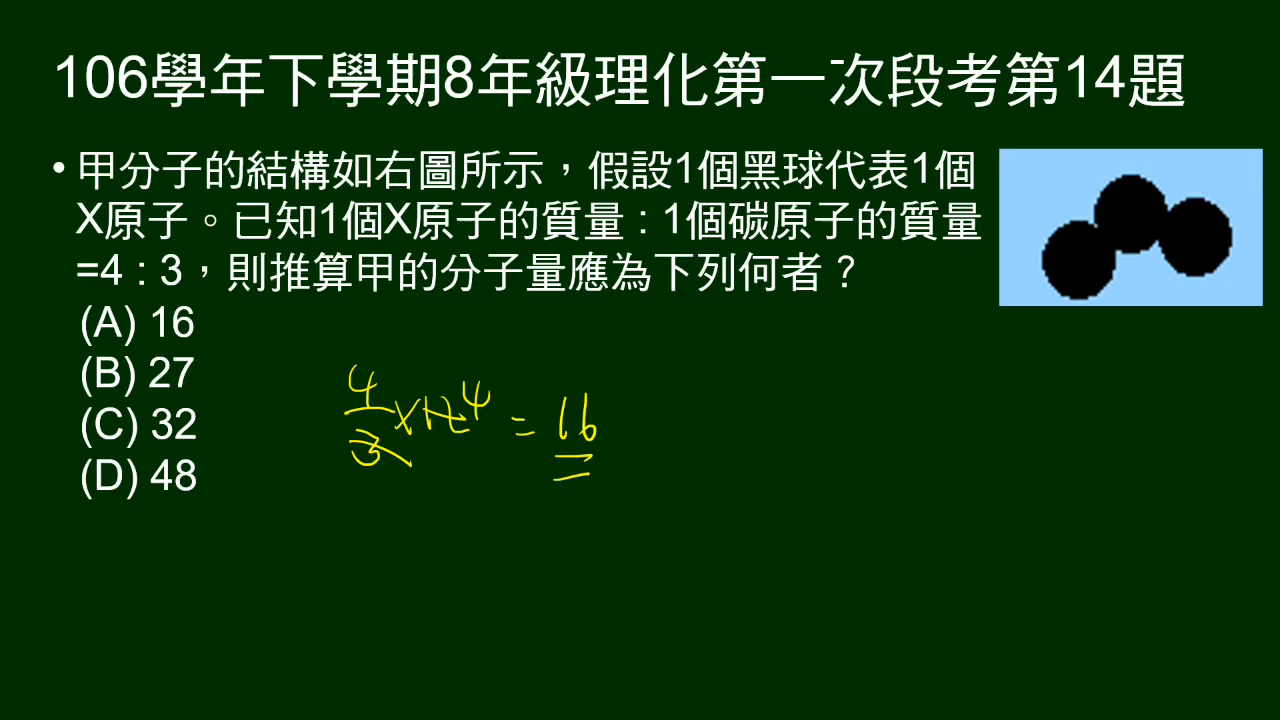 106學年下學期8年級理化第一次段考第14題
• 甲分子的結構如右圖所示，假設1個黑球代表1個
X原子。已知1個X原子的質量：1個碳原子的質量
=4：3，則推算甲的分子量應為下列何者？
(A) 16
(B) 27
(C) 32
(D) 48
4/3 x 12 4 = 16